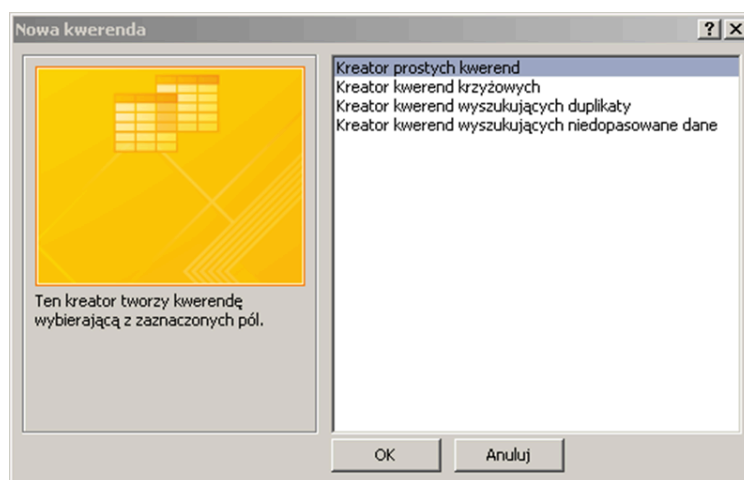 Nowa kwerenda
Kreator prostych kwerend
Kreator kwerend krzyżowych
Kreator kwerend wyszukujących duplikaty
Kreator kwerend wyszukujących niedopasowane dane
Ten kreator tworzy kwerendę
wybierającą z zaznaczonych pól.
OK
Anuluj